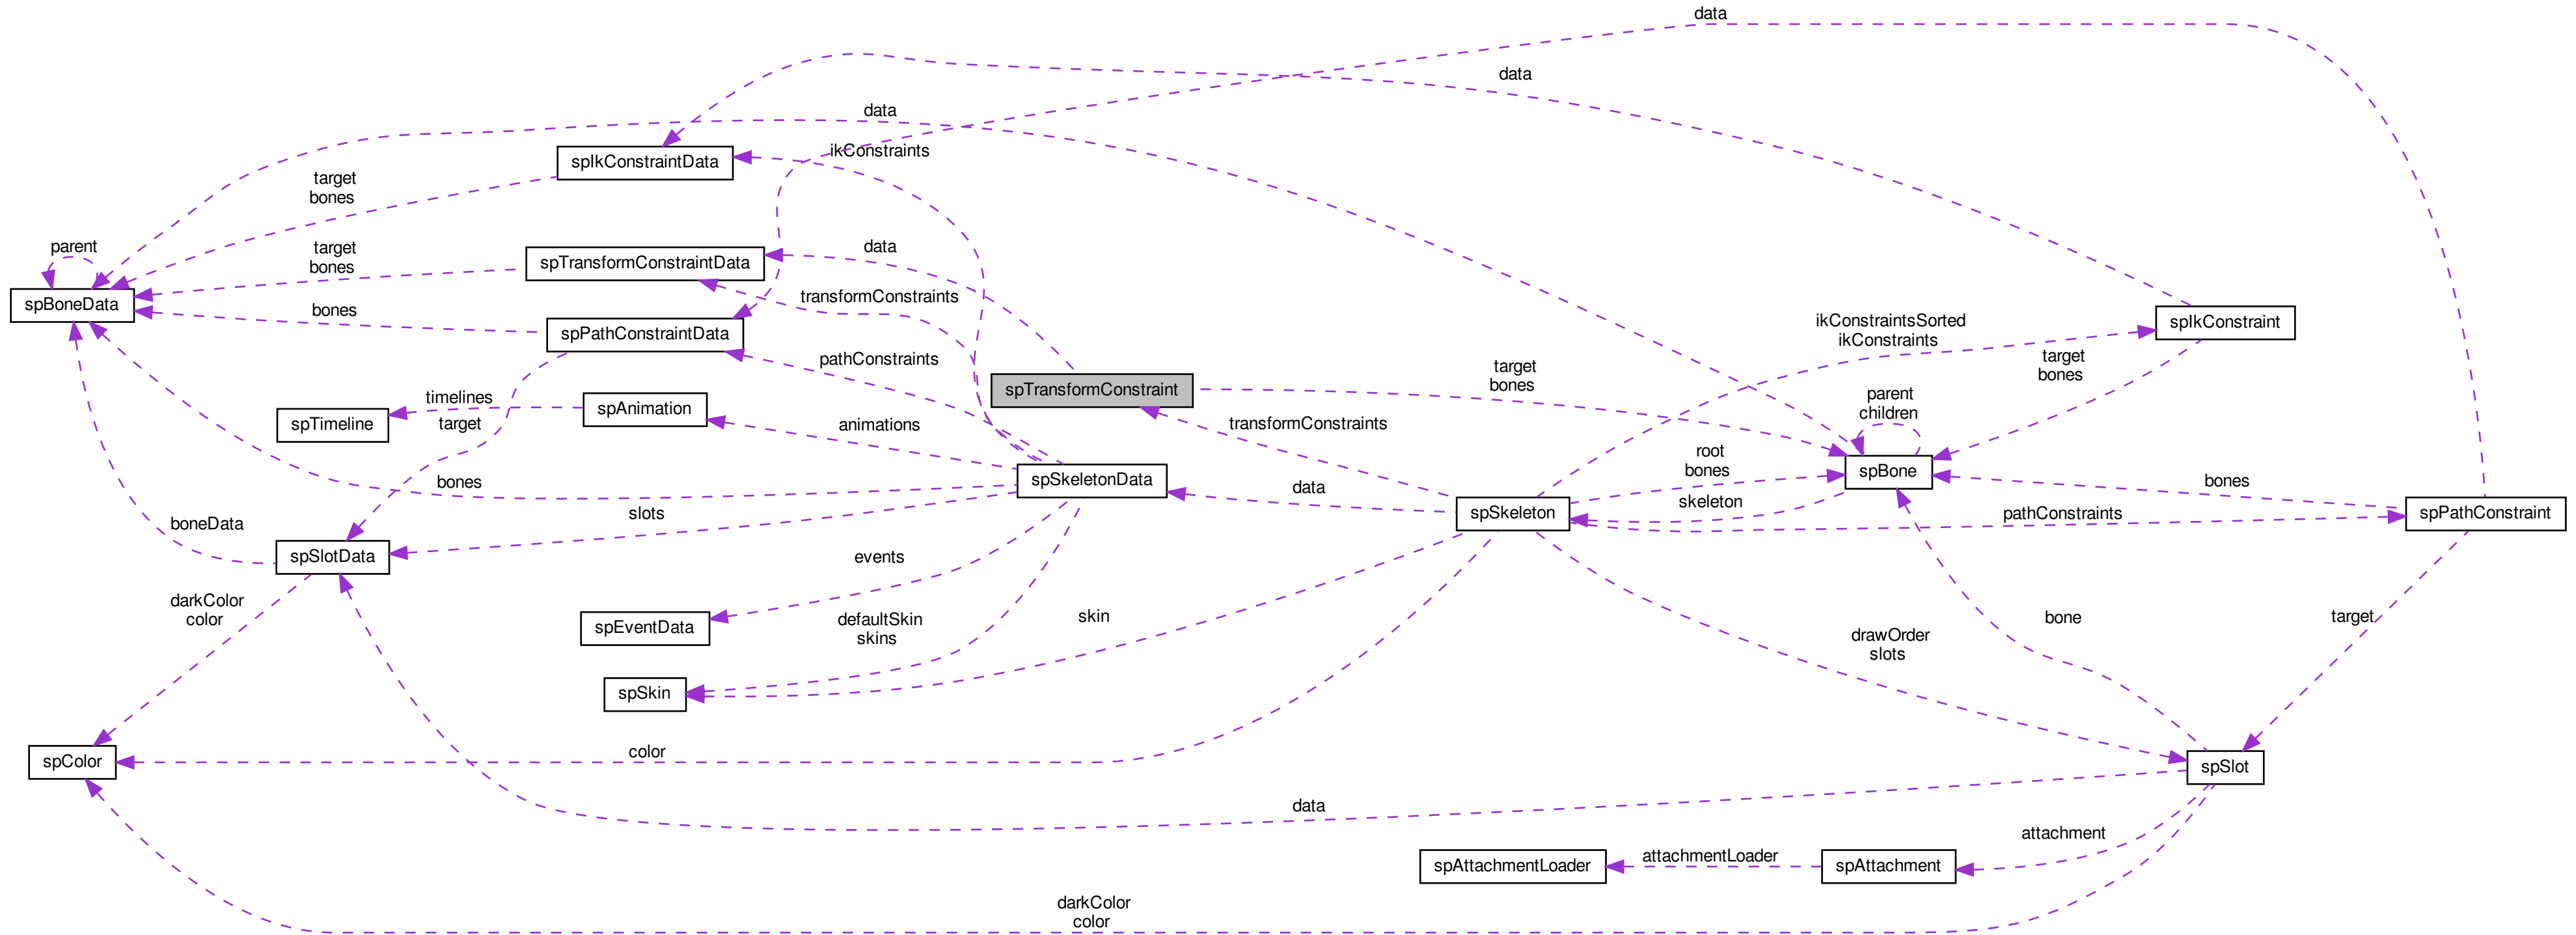 data
data
data
ikConstraints
spIkConstraintData
target
bones
parent
target
bones
data
spTransformConstraintData
spBoneData
transformConstraints
bones
spPathConstraintData
ikConstraintsSorted
ikConstraints
spIkConstraint
pathConstraints
target
bones
target
bones
spTransformConstraint
parent
children
timelines
target
spAnimation
spTimeline
animations
transformConstraints
root
bones
spBone
bones
spSkeletonData
bones
data
skeleton
slots
spSkeleton
pathConstraints
spPathConstraint
boneData
spSlotData
events
darkColor
color
spEventData
defaultSkin
skins
skin
bone
target
drawOrder
slots
spSkin
color
spColor
spSlot
data
attachment
attachmentLoader
spAttachmentLoader
spAttachment
darkColor
color